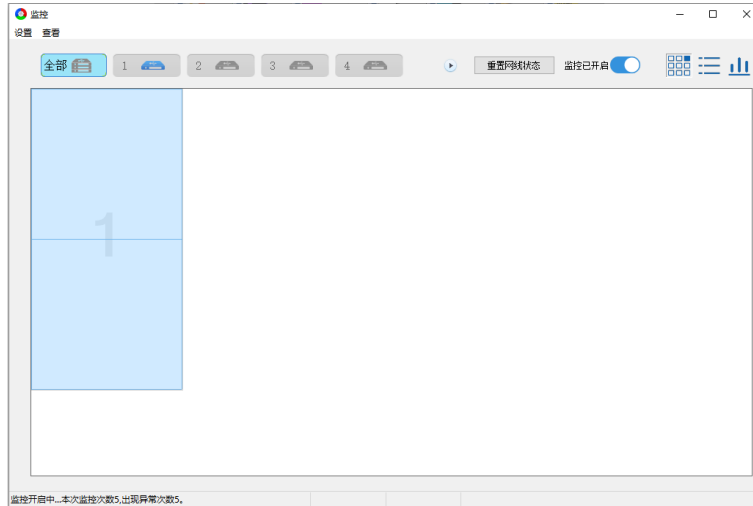 监控
设置 查看
全部 1 2 3 4 重置网线状态 监控已开启
1
监控开启中...本次监控次数5,出现异常次数5。